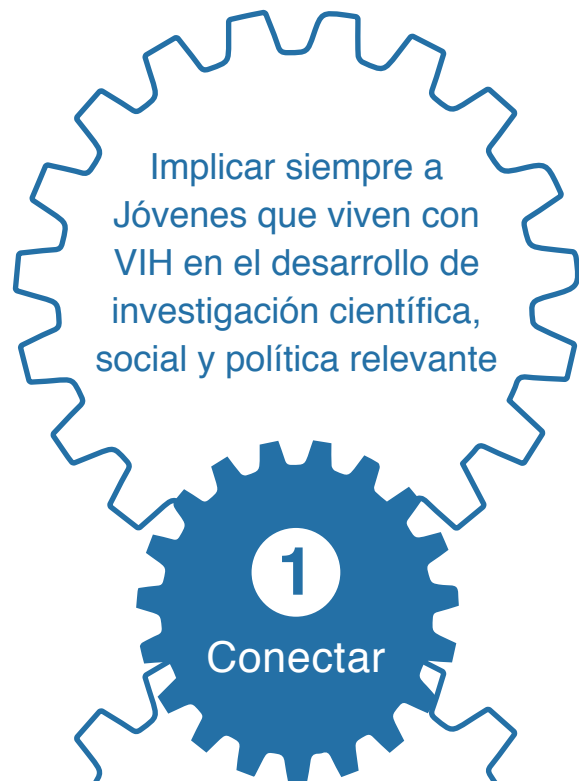 Implicar siempre a
Jóvenes que viven con
VIH en el desarrollo de
investigación científica,
social y política relevante
1
Conectar